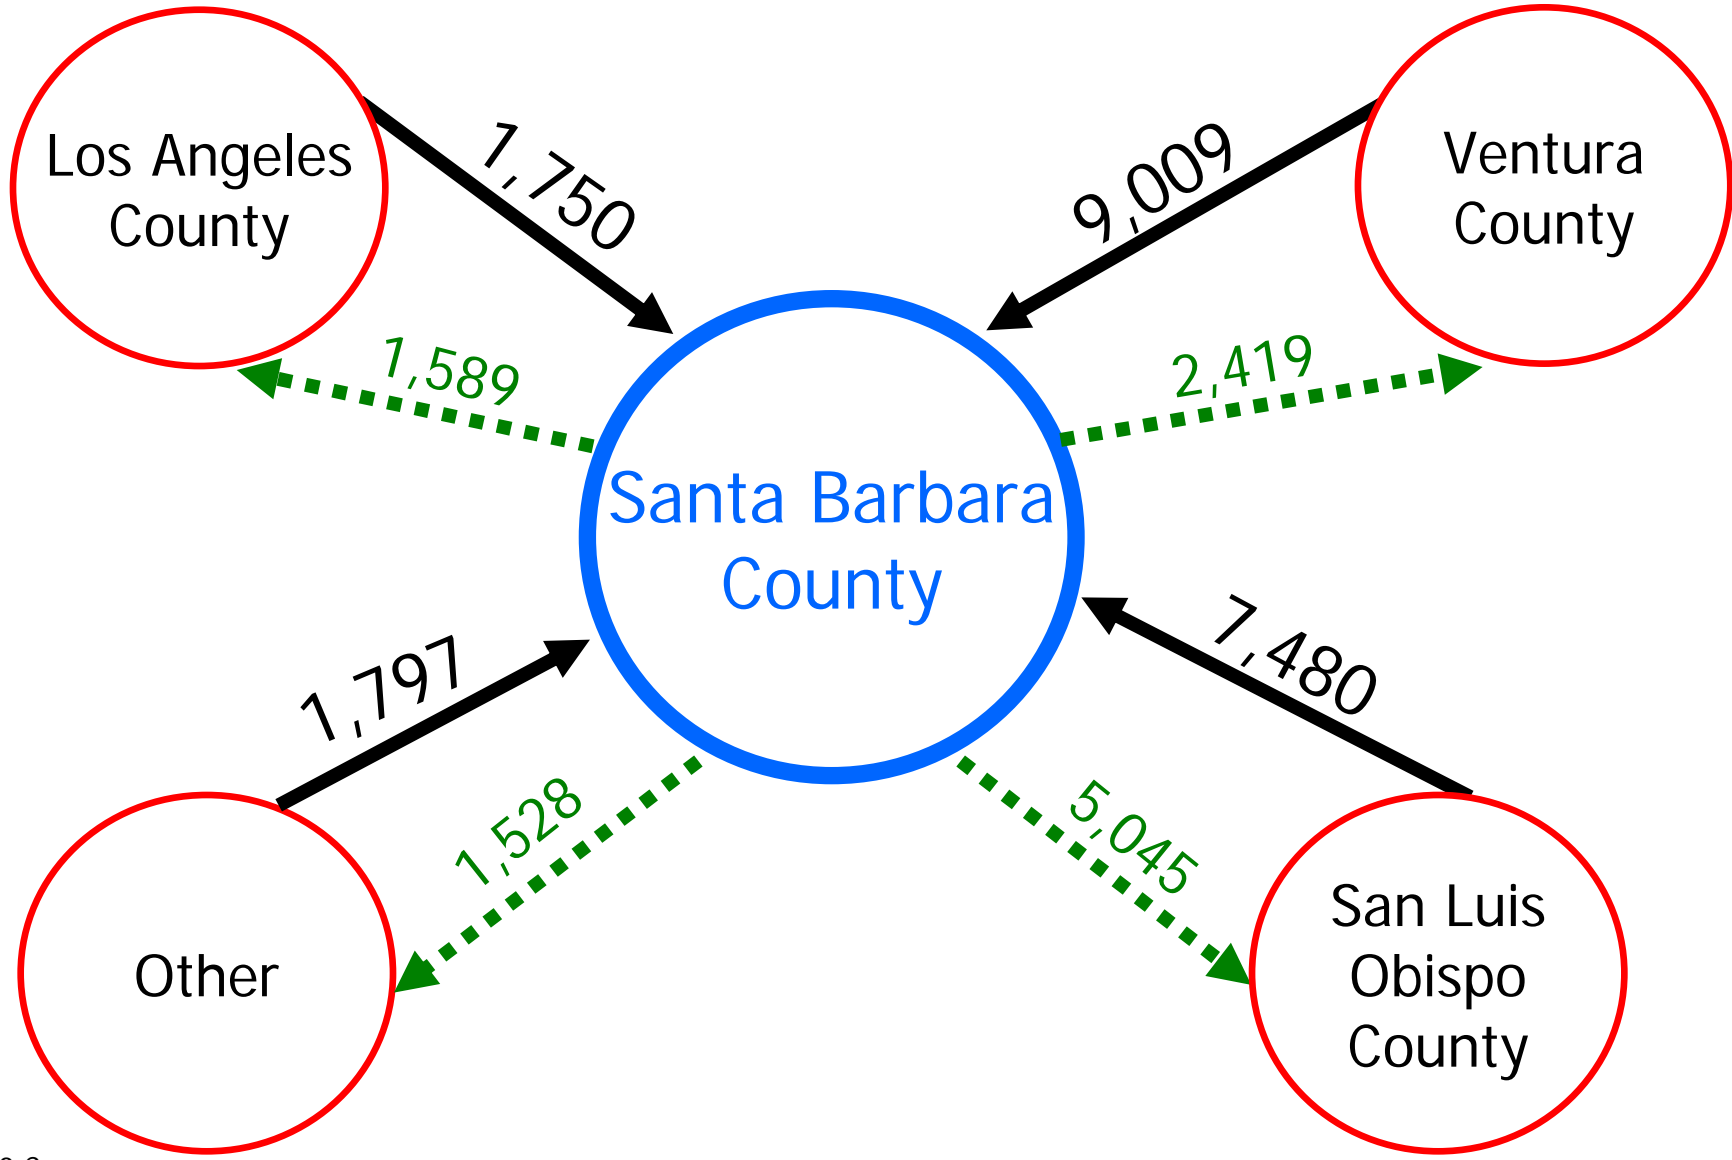 Los Angeles
County
1,750
9,009
Ventura
County
1,589
2,419
Santa Barbara
County
1,797
7,480
1,528
5,045
Other
San Luis
Obispo
County